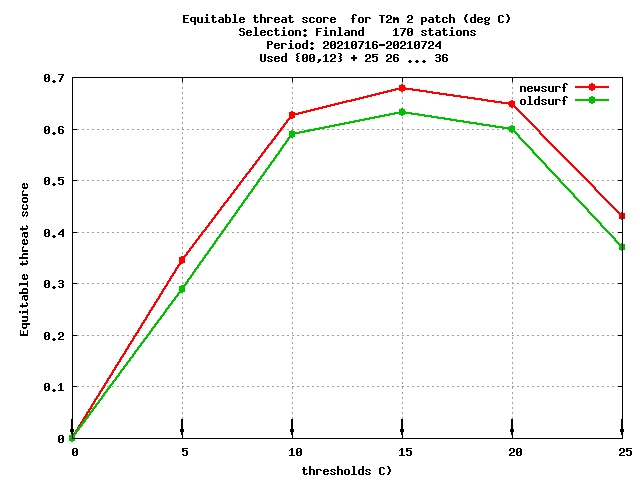 Equitable threat score  for T2m 2 patch (deg C)
Selection: Finland    170 stations
Period: 20210716-20210724
Used {00,12} + 25 26 ... 36
newsurf
oldsurf
0.7
0.6
0.5
0.4
0.3
0.2
0.1
0
Equitable threat score
0 5 10 15 20 25
thresholds C)